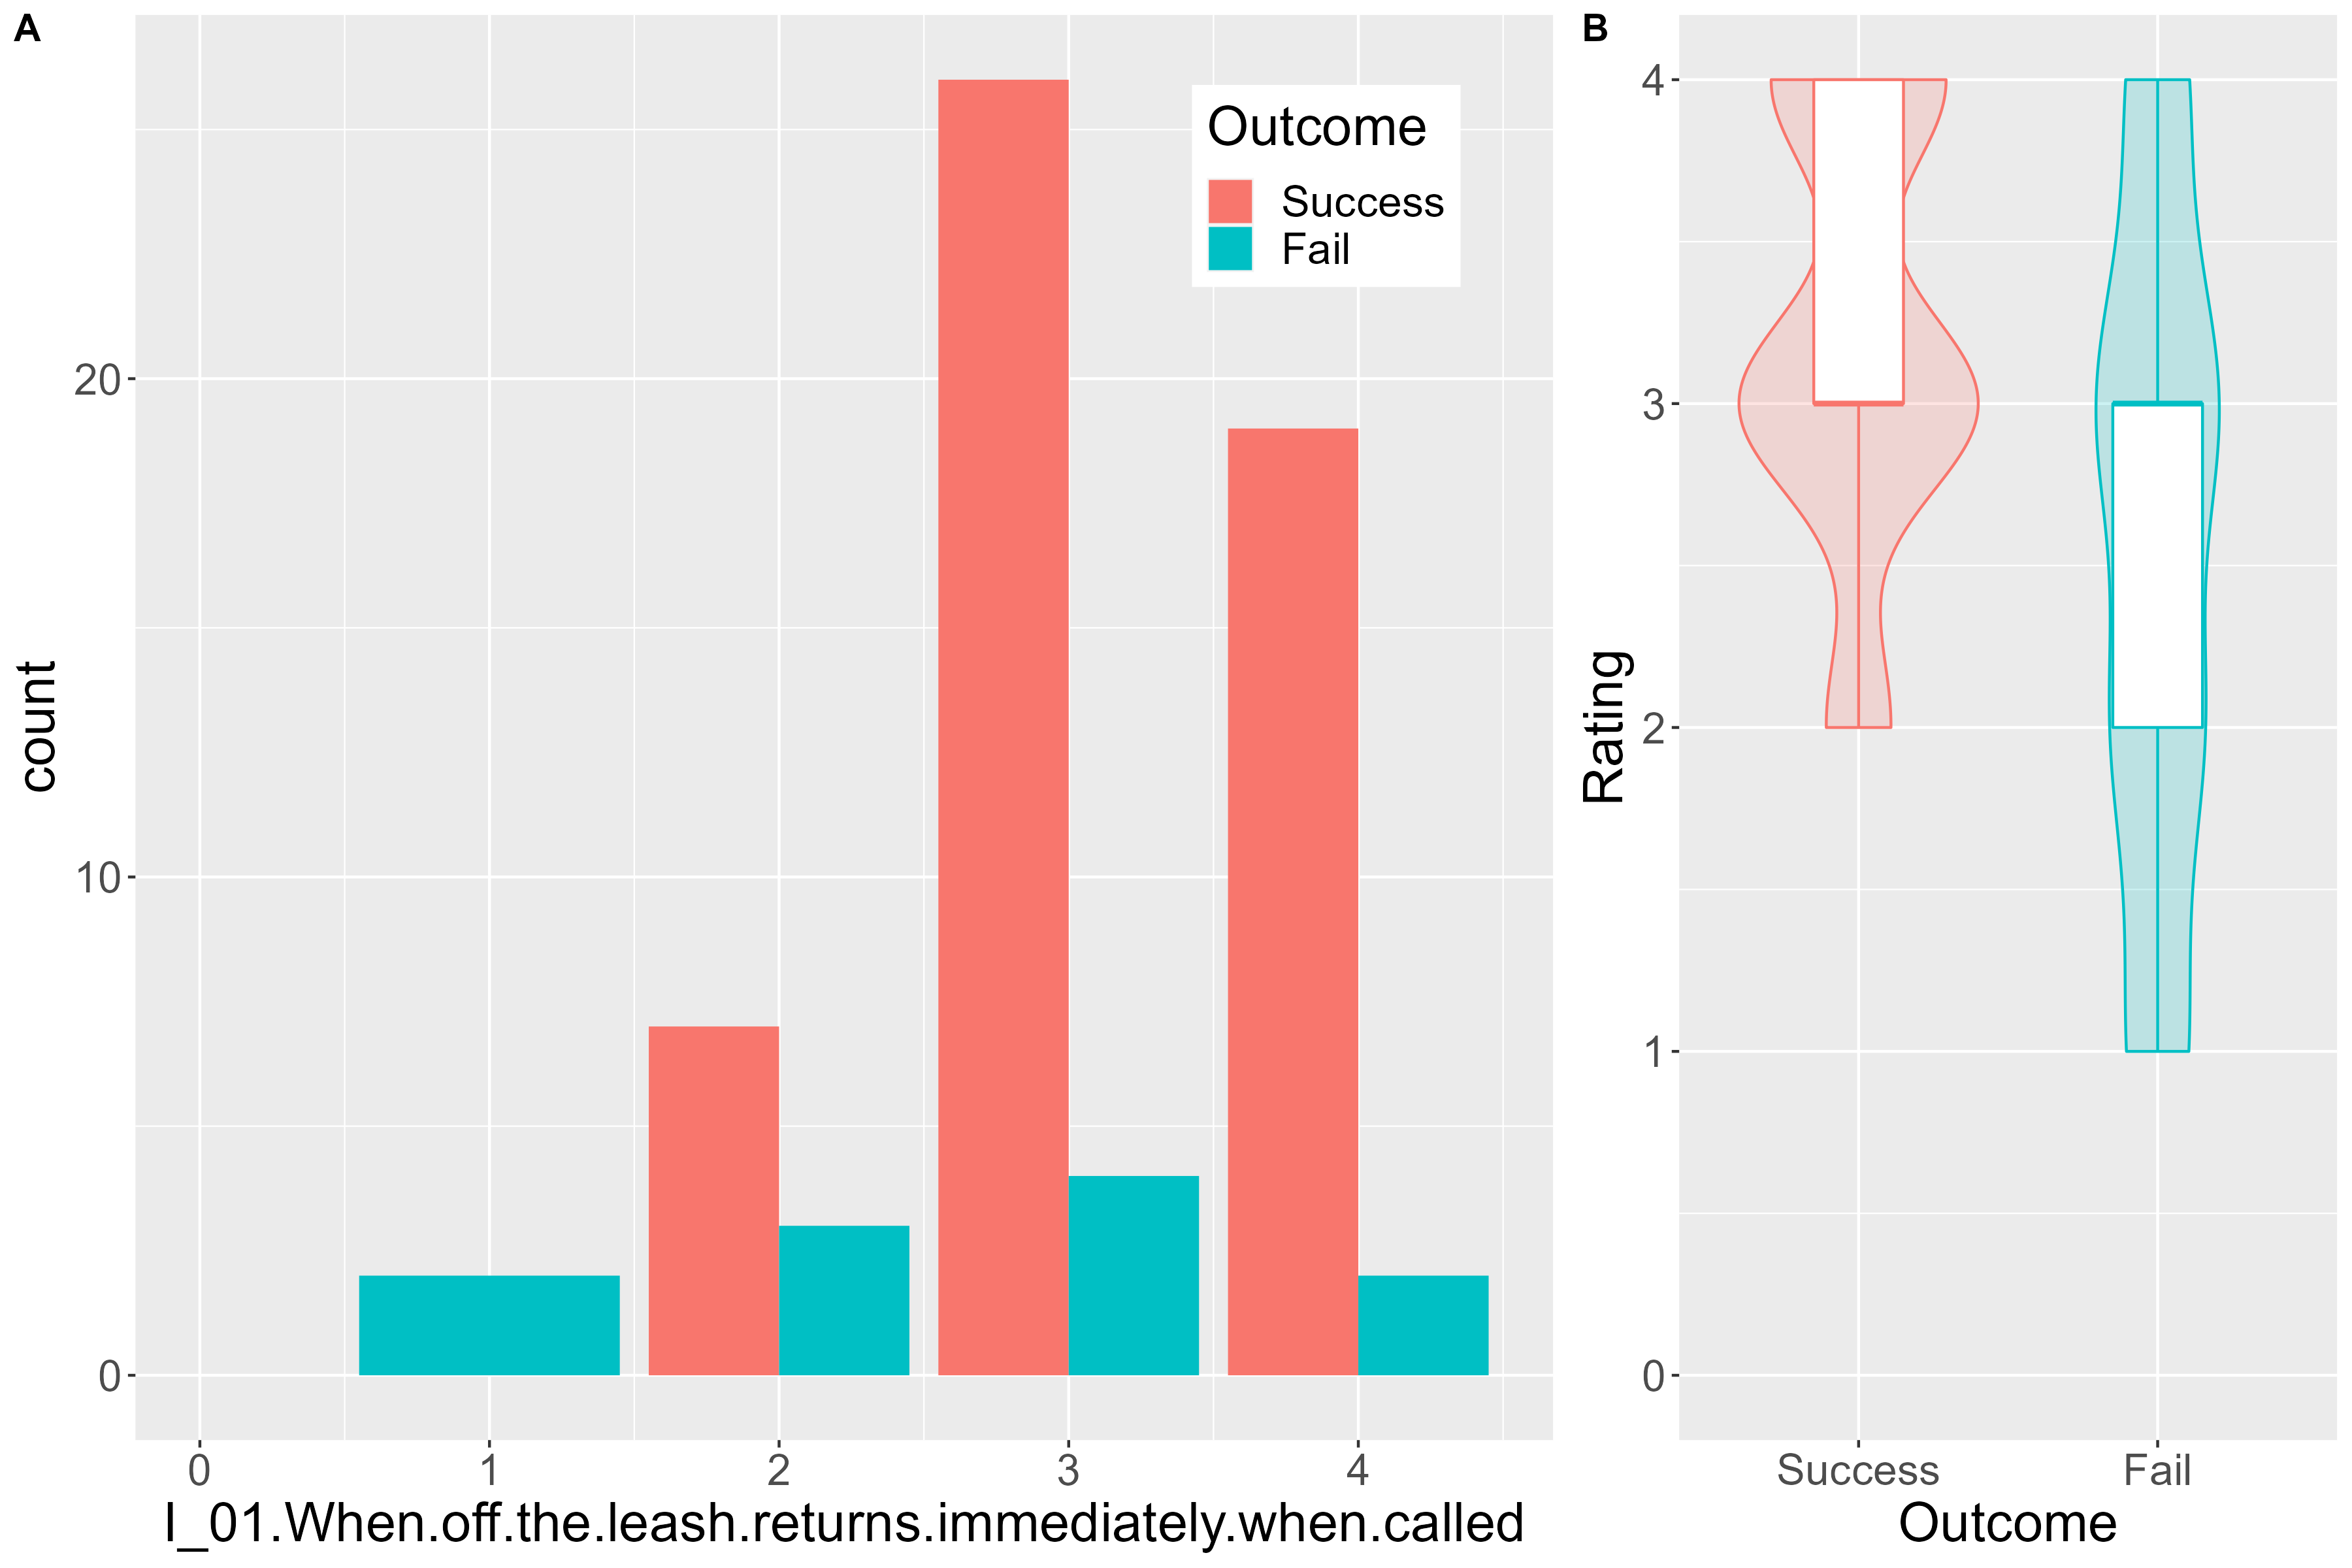 A
count
20
10
0
0 1 2 3 4
I_01.When.off.the.leash.returns.immediately.when.called
Outcome
Success
Fail
B
Rating
4
3
2
1
0
Success Fail
Outcome